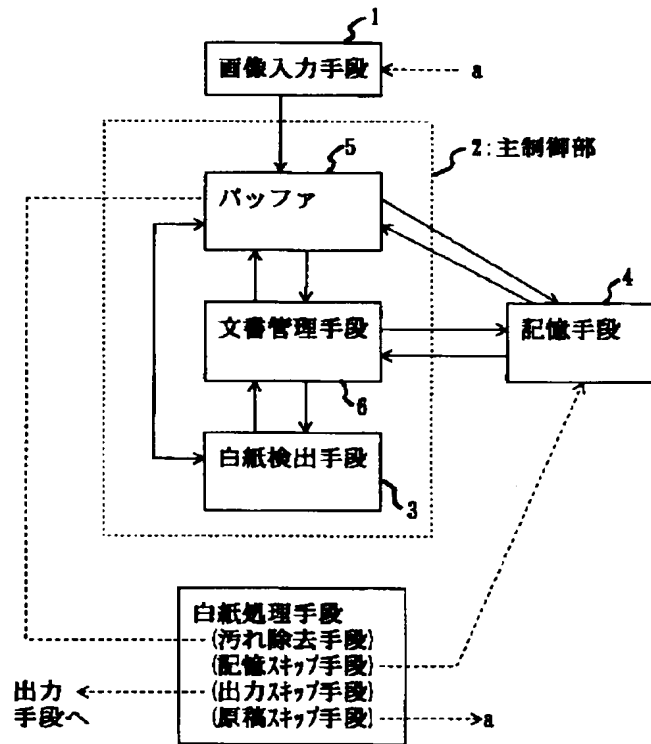 1
画像入力手段
a
5
2:主制御部
バッファ
4
文書管理手段
記憶手段
6
白紙検出手段
3
白紙処理手段
(汚れ除去手段)
(記憶スキップ手段)
出力
手段へ
(出力スキップ手段)
(原稿スキップ手段)
a